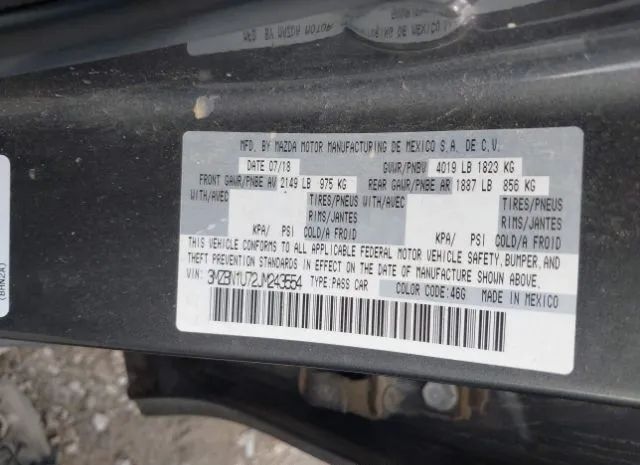 MFD. BY MAZDA MOTOR MANUFACTURING DE MEXICO S.A. DE C.V.
DATE 07/18 GVWR/PNBV 4019 LB 1823 KG
FRONT GAWR/PNBE AV 2149 LB 975 KG REAR GAWR/PNBE AR 1887 LB 856 KG
WITH/AVEC TIRES/PNEUS WITH/AVEC TIRES/PNEUS
RIMS/JANTES RIMS/JANTES
KPA/ PSI COLD/A FROID KPA/ PSI COLD/A FROID
THIS VEHICLE CONFORMS TO ALL APPLICABLE FEDERAL MOTOR VEHICLE SAFETY, BUMPER, AND
THEFT PREVENTION STANDARDS IN EFFECT ON THE DATE OF MANUFACTURE SHOWN ABOVE.
VIN: 3MZBN1U72JM243554 TYPE:PASS CAR COLOR CODE:46G MADE IN MEXICO
(BHN2A)